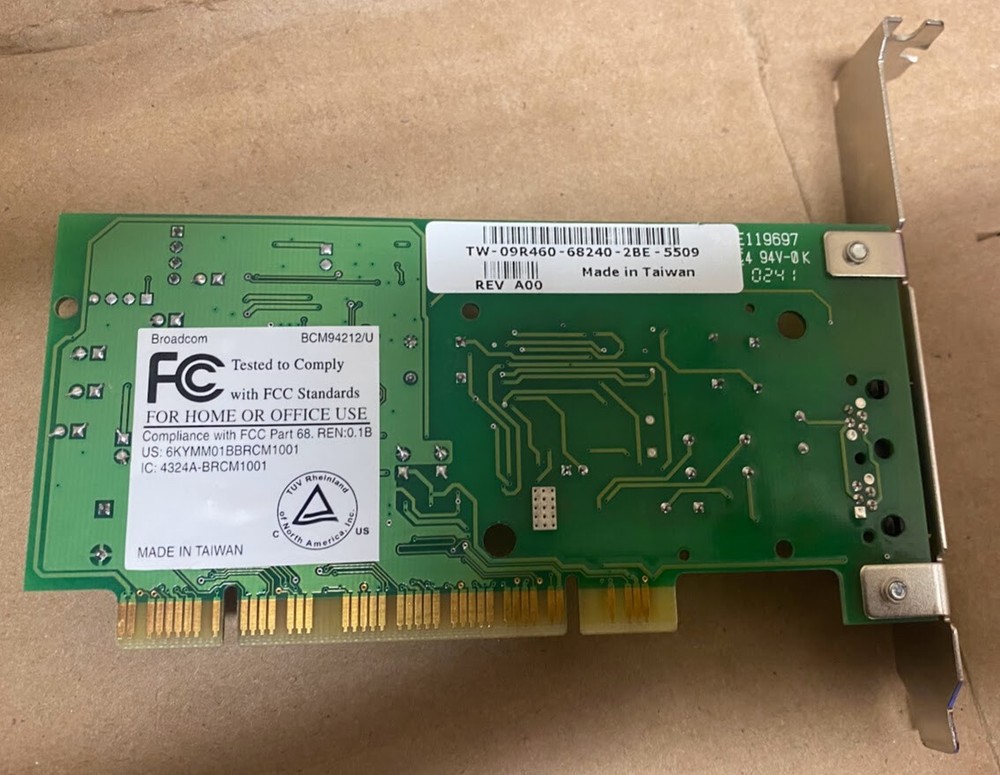 TW-09R460-68240-2BE-5509
Made in Taiwan
REV A00
E119697
94V-0 K
0241
Broadcom BCM94212/U
FC Tested to Comply
with FCC Standards
FOR HOME OR OFFICE USE
Compliance with FCC Part 68. REN:0.1B
US: 6KYMM01BBRCM1001
IC: 4324A-BRCM1001
TUV Rheinland
of North America, Inc.
C US
MADE IN TAIWAN